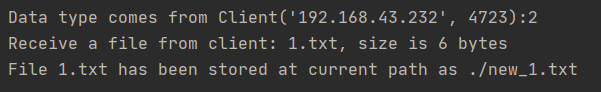 Data type comes from Client('192.168.43.232', 4723):2
Receive a file from client: 1.txt, size is 6 bytes
File 1.txt has been stored at current path as ./new_1.txt